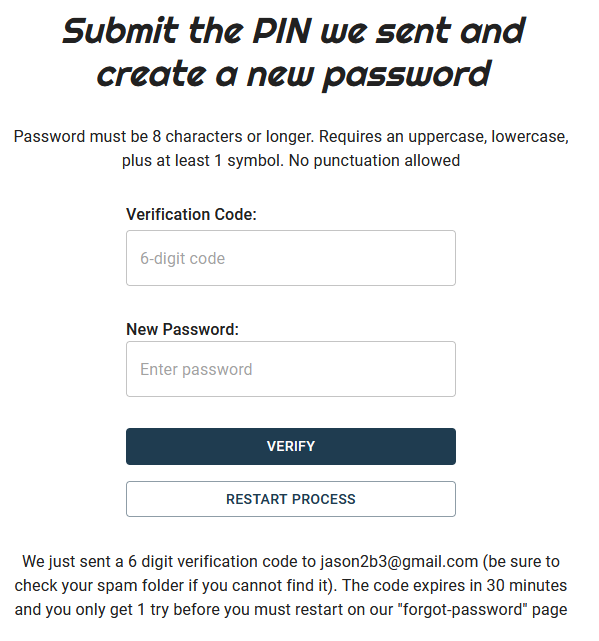 Submit the PIN we sent and
create a new password
Password must be 8 characters or longer. Requires an uppercase, lowercase,
plus at least 1 symbol. No punctuation allowed
Verification Code:
6-digit code
New Password:
Enter password
VERIFY
RESTART PROCESS
We just sent a 6 digit verification code to jason2b3@gmail.com (be sure to
check your spam folder if you cannot find it). The code expires in 30 minutes
and you only get 1 try before you must restart on our "forgot-password" page